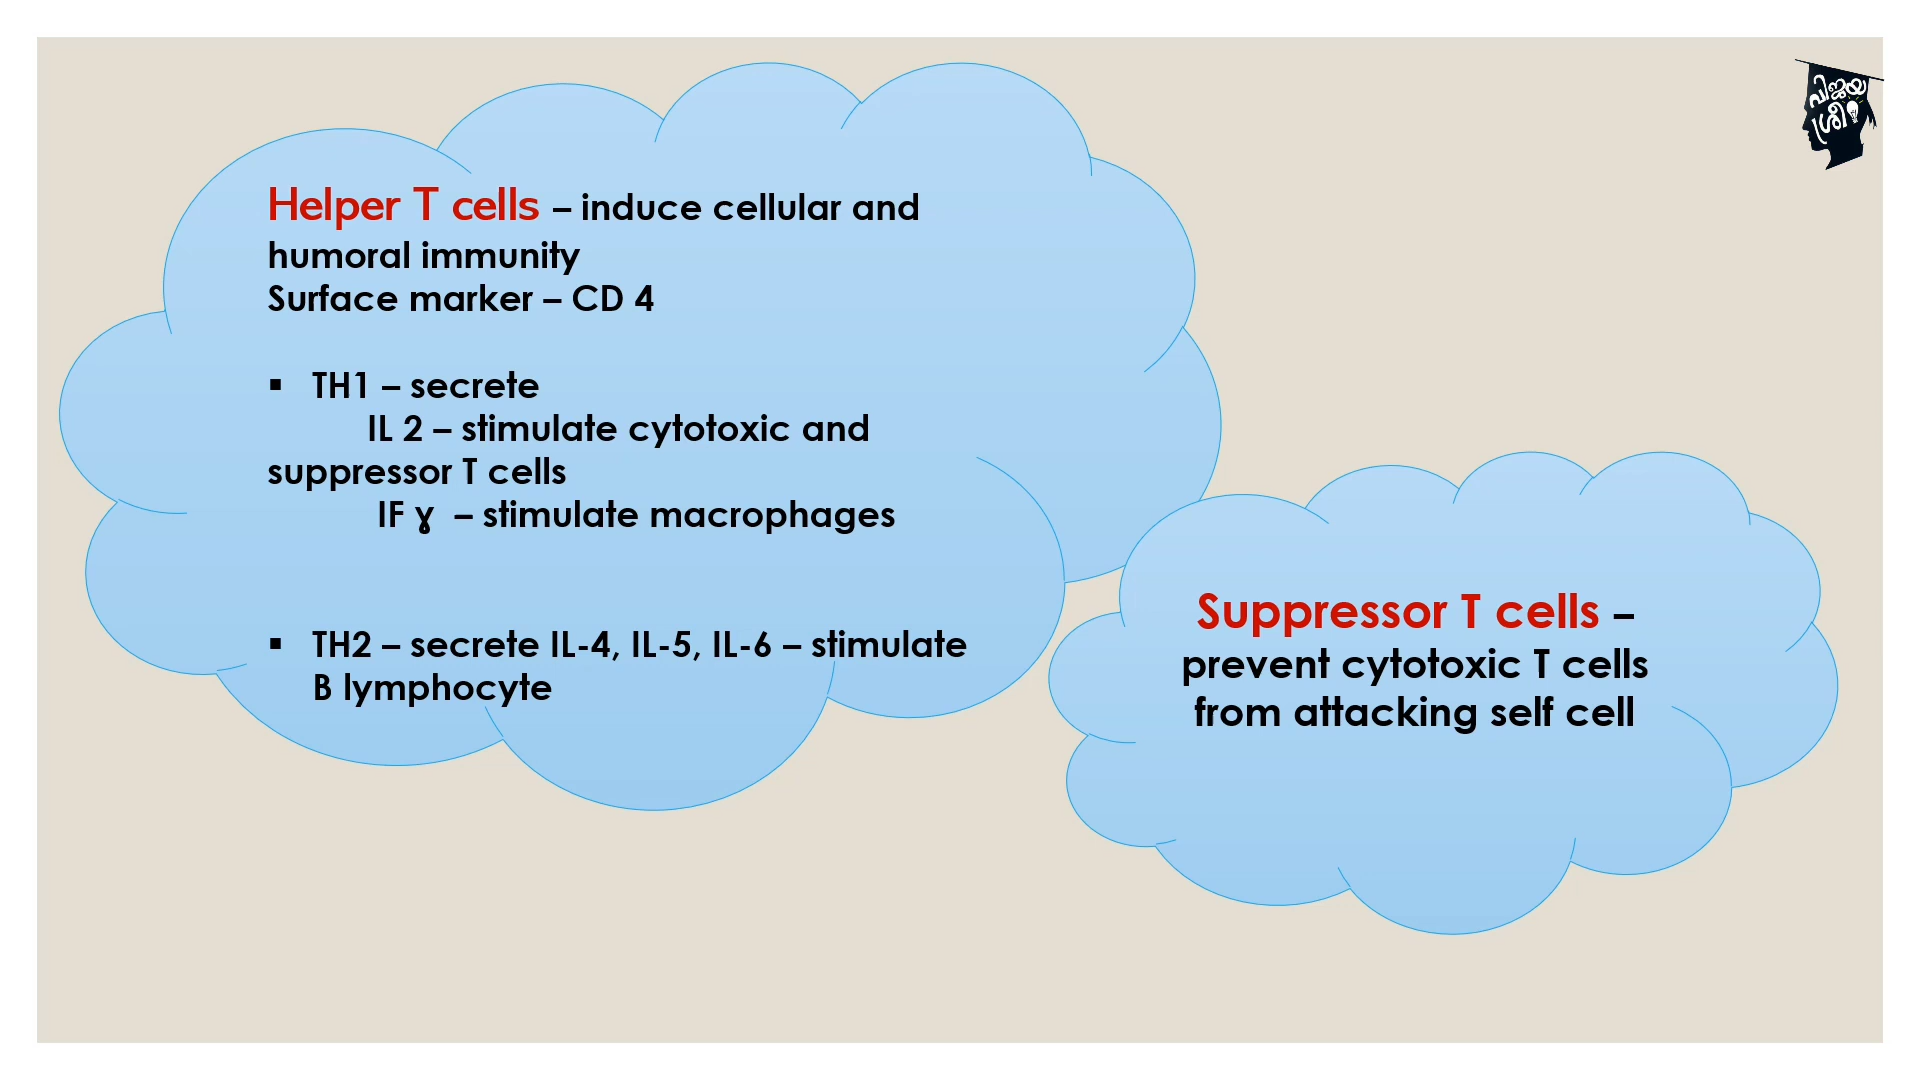 Helper T cells – induce cellular and
humoral immunity
Surface marker – CD 4
▪ TH1 – secrete
IL 2 – stimulate cytotoxic and
suppressor T cells
IF ɣ – stimulate macrophages
▪ TH2 – secrete IL-4, IL-5, IL-6 – stimulate
B lymphocyte
Suppressor T cells –
prevent cytotoxic T cells
from attacking self cell
വിജയ
ശ്രീ